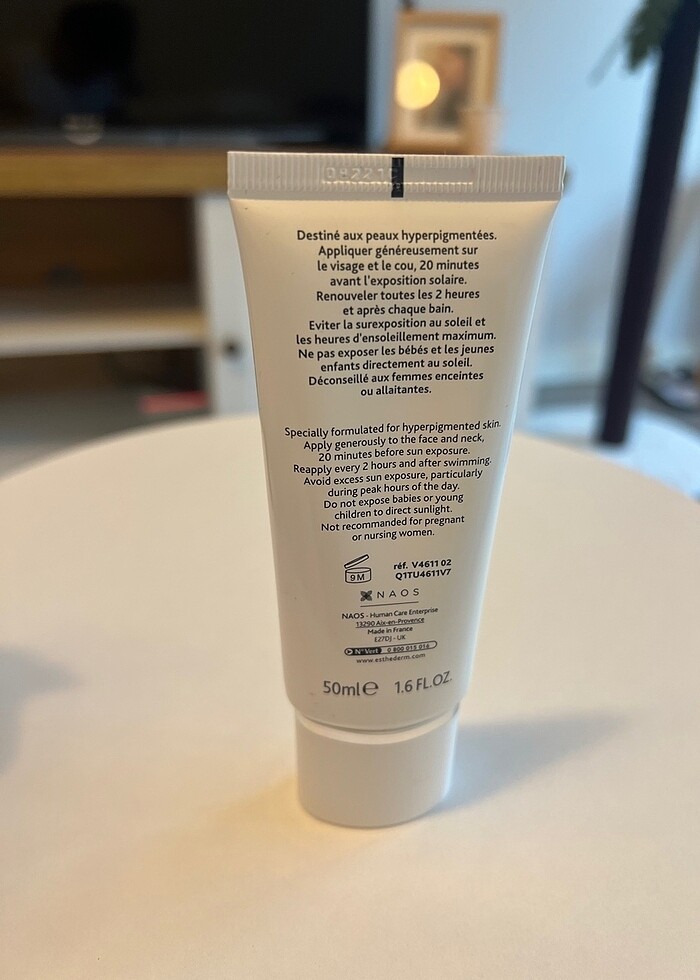 Destiné aux peaux hyperpigmentées.
Appliquer généreusement sur
le visage et le cou, 20 minutes
avant l'exposition solaire.
Renouveler toutes les 2 heures
et après chaque bain.
Eviter la surexposition au soleil et
les heures d'ensoleillement maximum.
Ne pas exposer les bébés et les jeunes
enfants directement au soleil.
Déconseillé aux femmes enceintes
ou allaitantes.
Specially formulated for hyperpigmented skin.
Apply generously to the face and neck,
20 minutes before sun exposure.
Reapply every 2 hours and after swimming.
Avoid excess sun exposure, particularly
during peak hours of the day.
Do not expose babies or young
children to direct sunlight.
Not recommended for pregnant
or nursing women.
9 M
réf. V4611 02
Q1TU4611V7
NAOS
NAOS - Human Care Enterprise
13290 Aix-en-Provence
Made in France
E27DJ - UK
N° Vert 0 800 015 016
www.esthederm.com
50ml e 1.6 FL.OZ.